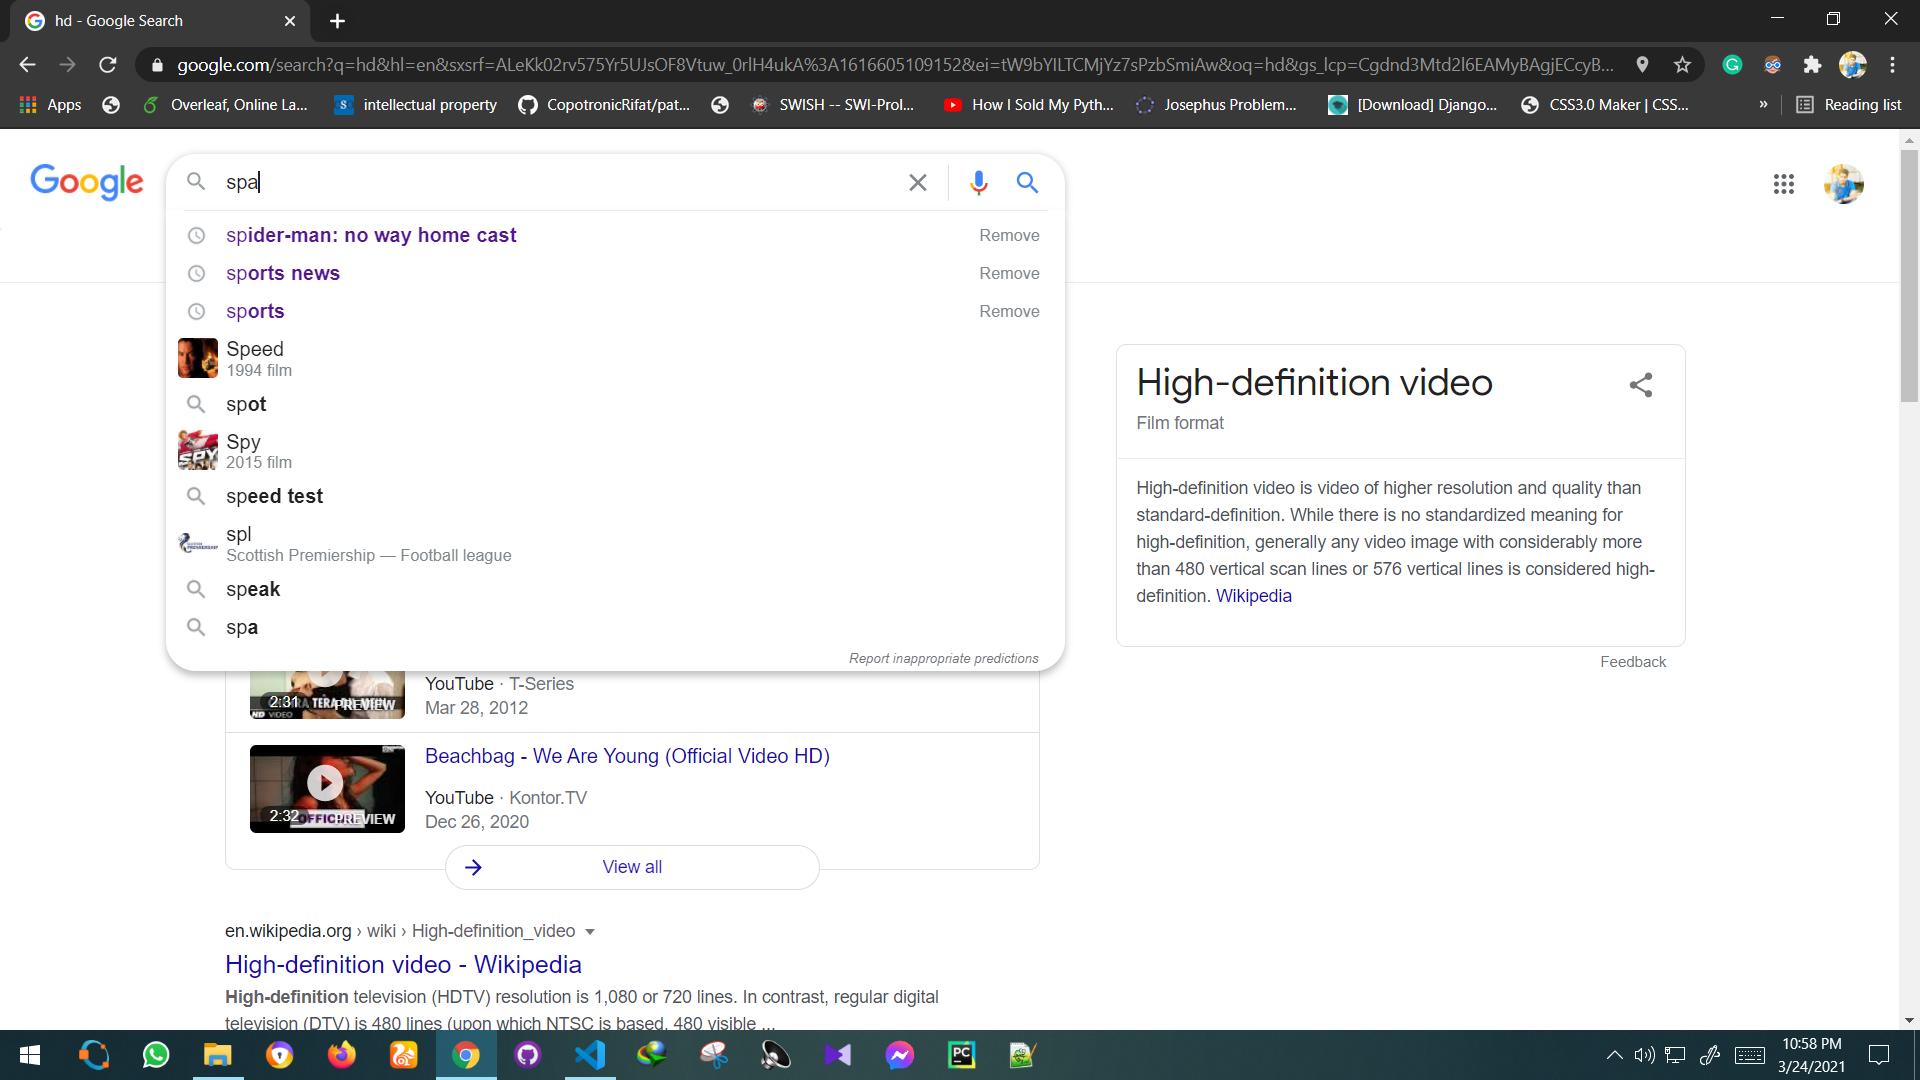 hd - Google Search
google.com/search?q=hd&hl=en&sxsrf=ALeKk02rv575Yr5UJsOF8Vtuw_0rlH4ukA%3A1616605109152&ei=tW9bYILTCMjYz7sPzbSmiAw&oq=hd&gs_lcp=Cgdnd3Mtd2l6EAMyBAgjECcyB...
Apps Overleaf, Online La... intellectual property CopotronicRifat/pat... SWISH -- SWI-Prol... How I Sold My Pyth... Josephus Problem... [Download] Django... CSS3.0 Maker | CSS... » Reading list
Google
spa
spider-man: no way home cast Remove
sports news Remove
sports Remove
Speed
1994 film
spot
Spy
2015 film
speed test
spl
Scottish Premiership — Football league
speak
spa
Report inappropriate predictions
High-definition video
Film format
High-definition video is video of higher resolution and quality than
standard-definition. While there is no standardized meaning for
high-definition, generally any video image with considerably more
than 480 vertical scan lines or 576 vertical lines is considered high-
definition. Wikipedia
Feedback
2:31
PREVIEW
HD VIDEO
YouTube · T-Series
Mar 28, 2012
Beachbag - We Are Young (Official Video HD)
2:32
PREVIEW
YouTube · Kontor.TV
Dec 26, 2020
View all
en.wikipedia.org › wiki › High-definition_video
High-definition video - Wikipedia
High-definition television (HDTV) resolution is 1,080 or 720 lines. In contrast, regular digital
television (DTV) is 480 lines (upon which NTSC is based, 480 visible ...
10:58 PM
3/24/2021